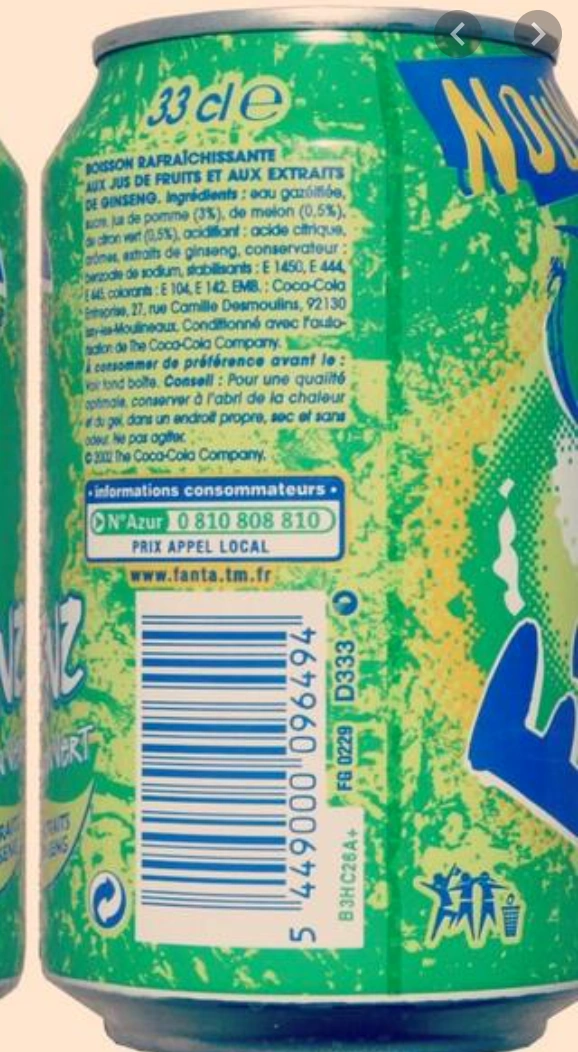 33 cl e
NOU
BOISSON RAFRAÎCHISSANTE
AUX JUS DE FRUITS ET AUX EXTRAITS
DE GINSENG. Ingrédients : eau gazéifiée,
sucre, jus de pomme (3%), de melon (0,5%),
de citron vert (0,5%), acidifiant : acide citrique,
arômes, extraits de ginseng, conservateur :
benzoate de sodium, stabilisants : E 1450, E 444,
E 445, colorants : E 104, E 142. EMB. : Coca-Cola
Entreprise, 27, rue Camille Desmoulins, 92130
Issy-les-Moulineaux. Conditionné avec l'auto-
risation de The Coca-Cola Company.
À consommer de préférence avant le :
Voir fond boîte. Conseil : Pour une qualité
optimale, conserver à l'abri de la chaleur
et du gel, dans un endroit propre, sec et sans
odeur. Ne pas agiter.
© 2002 The Coca-Cola Company.
• informations consommateurs •
N°Azur 0 810 808 810
PRIX APPEL LOCAL
www.fanta.tm.fr
5 449000 096494
FG 0229 D333
B3HC28A+
NZ
VERT